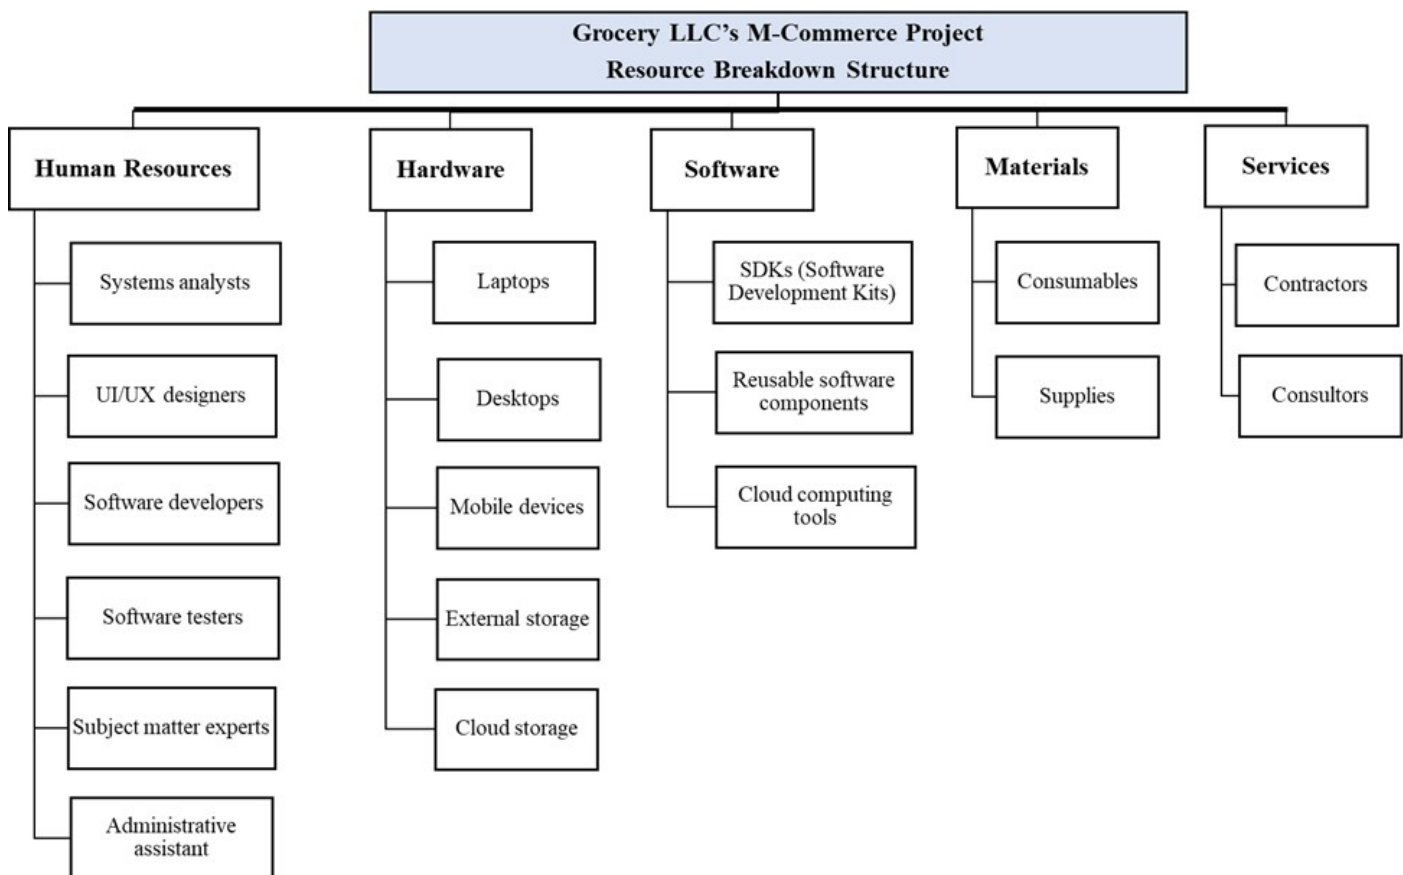 Grocery LLC's M-Commerce Project
Resource Breakdown Structure
Human Resources
Hardware
Software
Materials
Services
Systems analysts
UI/UX designers
Software developers
Software testers
Subject matter experts
Administrative
assistant
Laptops
Desktops
Mobile devices
External storage
Cloud storage
SDKs (Software
Development Kits)
Reusable software
components
Cloud computing
tools
Consumables
Supplies
Contractors
Consultors